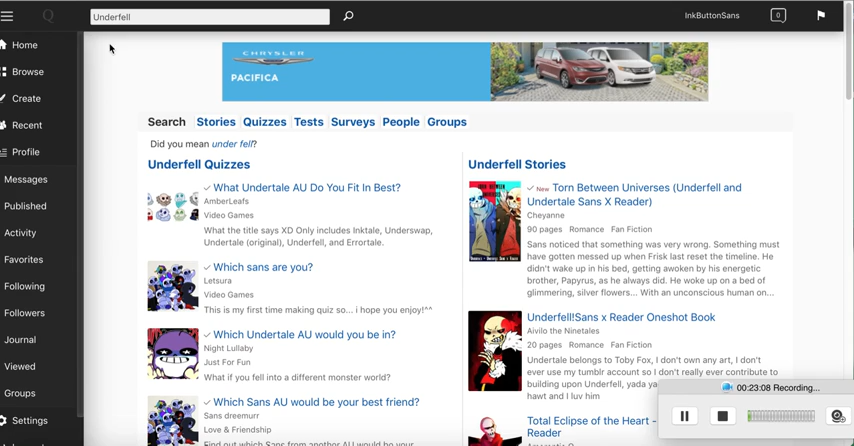 Q
Underfell
InkButtonSans
0
Home
Browse
Create
Recent
Profile
Messages
Published
Activity
Favorites
Following
Followers
Journal
Viewed
Groups
Settings
CHRYSLER
PACIFICA
Search Stories Quizzes Tests Surveys People Groups
Did you mean under fell?
Underfell Quizzes
What Undertale AU Do You Fit In Best?
AmberLeafs
Video Games
What the title says XD Only includes Inktale, Underswap,
Undertale (original), Underfell, and Errortale.
Which sans are you?
Letsura
Video Games
This is my first time making quiz so... i hope you enjoy!^^
Which Undertale AU would you be in?
Night Lullaby
Just For Fun
What if you fell into a different monster world?
Which Sans AU would be your best friend?
Sans dreemurr
Love & Friendship
Find out which Sans from another AU would be your
Underfell Stories
New Torn Between Universes (Underfell and
Undertale Sans X Reader)
Cheyanne
90 pages Romance Fan Fiction
Sans noticed that something was very wrong. Something must
have gotten messed up when Frisk last reset the timeline. He
didn't wake up in his bed, getting awoken by his energetic
brother, Papyrus, as he always did. He woke up on a bed of
glimmering, silver flowers... With an unconscious human on...
Underfell!Sans x Reader Oneshot Book
Aivilo the Ninetales
20 pages Romance Fan Fiction
Undertale belongs to Toby Fox, I don't own any art, I don't
ever use my tumblr account so I don't really ever contribute to
building upon Underfell, yada ya
hawt and I luv him
Total Eclipse of the Heart -
Reader
00:23:08 Recording...